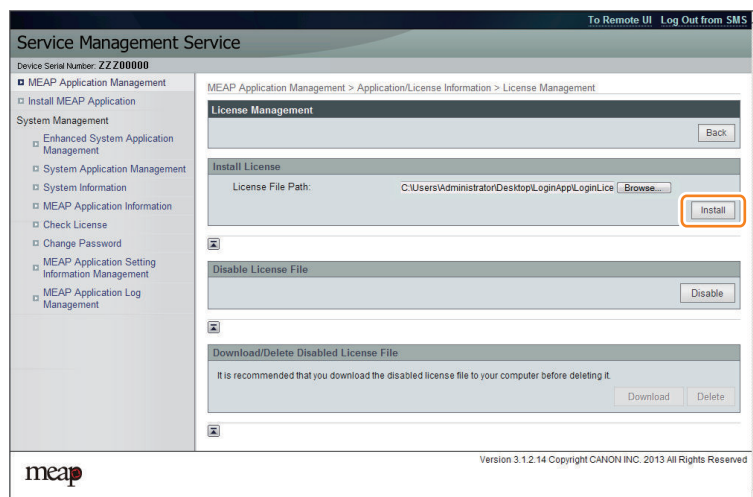 To Remote UI Log Out from SMS
Service Management Service
Device Serial Number: ZZZ00000
MEAP Application Management
Install MEAP Application
System Management
Enhanced System Application
Management
System Application Management
System Information
MEAP Application Information
Check License
Change Password
MEAP Application Setting
Information Management
MEAP Application Log
Management
MEAP Application Management > Application/License Information > License Management
License Management
Back
Install License
License File Path: C:\Users\Administrator\Desktop\LoginApp\LoginLice Browse...
Install
Disable License File
Disable
Download/Delete Disabled License File
It is recommended that you download the disabled license file to your computer before deleting it.
Download Delete
meap
Version 3.1.2.14 Copyright CANON INC. 2013 All Rights Reserved